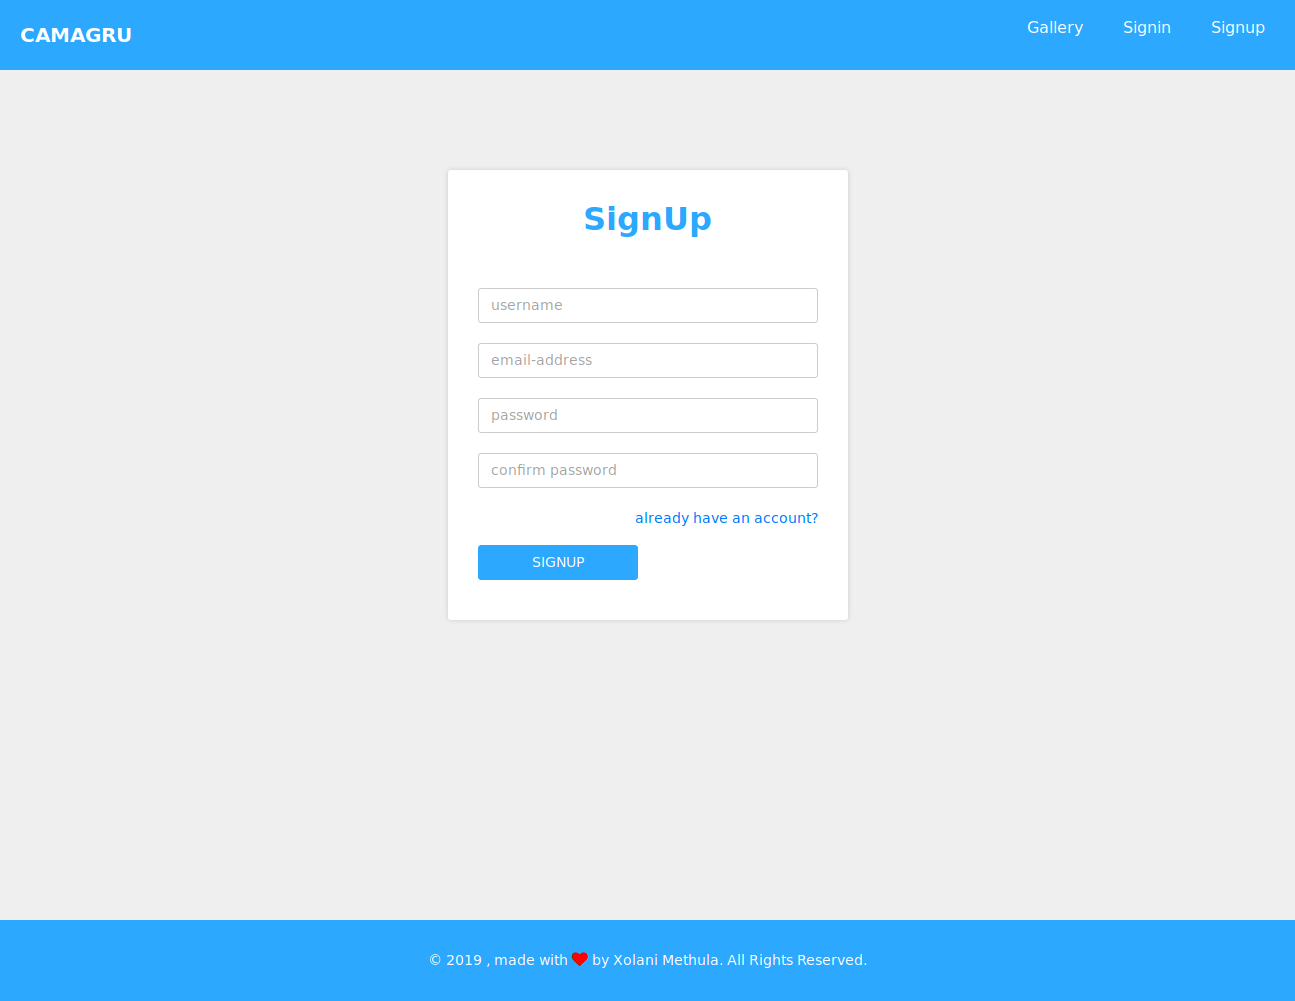 CAMAGRU
Gallery Signin Signup
SignUp
username
email-address
password
confirm password
already have an account?
SIGNUP
© 2019 , made with by Xolani Methula. All Rights Reserved.